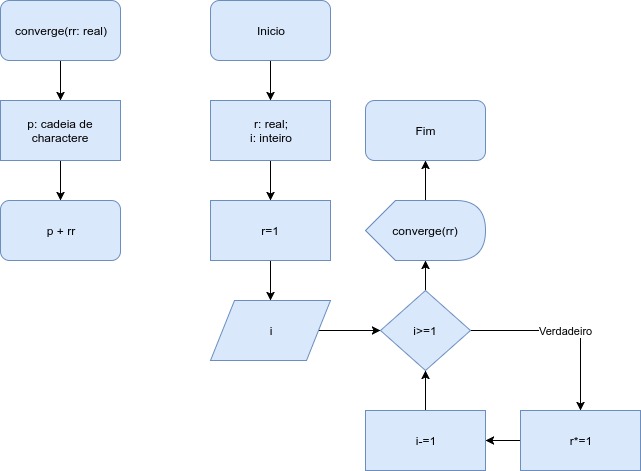 converge(rr: real)
p: cadeia de
charactere
p + rr
Inicio
r: real;
i: inteiro
r=1
i
Fim
converge(rr)
i>=1
Verdadeiro
i-=1
r*=1